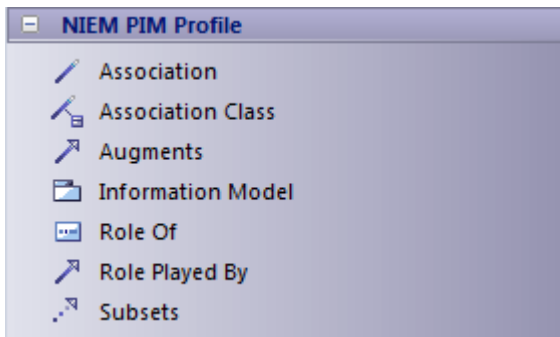 NIEM PIM Profile
Association
Association Class
Augments
Information Model
Role Of
Role Played By
Subsets